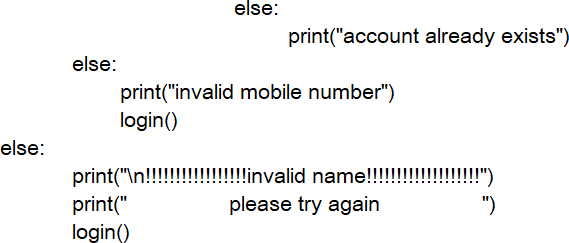 else:
print("account already exists")
else:
print("invalid mobile number")
login()
else:
print("\n!!!!!!!!!!!!!!!!!invalid name!!!!!!!!!!!!!!!!!!!")
print("                 please try again                 ")
login()